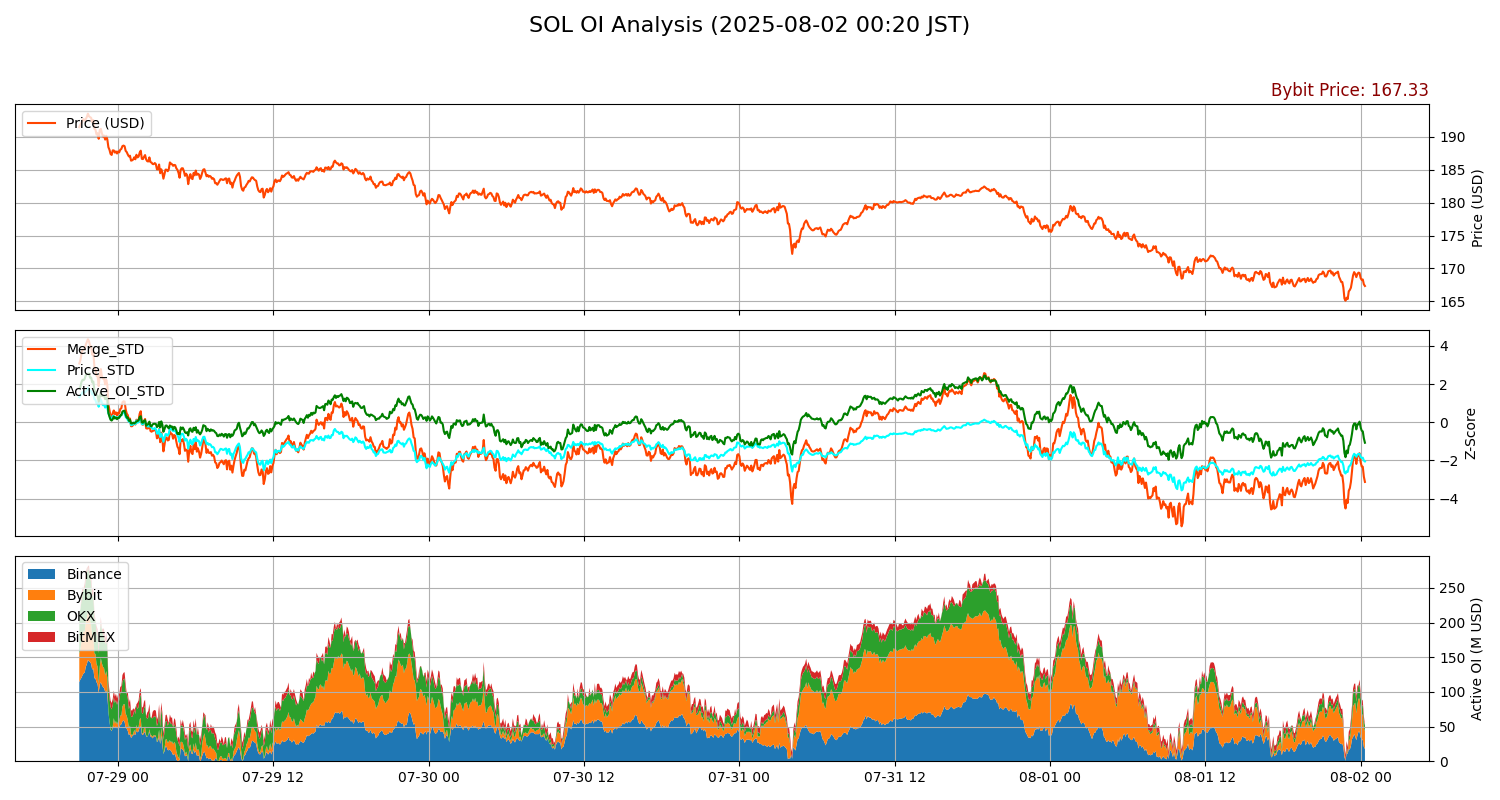 SOL OI Analysis (2025-08-02 00:20 JST)
Bybit Price: 167.33
Price (USD)
190
185
180
175
170
165
Price (USD)
Merge_STD
Price_STD
Active_OI_STD
4
2
0
−2
−4
Z-Score
Binance
Bybit
OKX
BitMEX
250
200
150
100
50
0
Active OI (M USD)
07-29 00
07-29 12
07-30 00
07-30 12
07-31 00
07-31 12
08-01 00
08-01 12
08-02 00